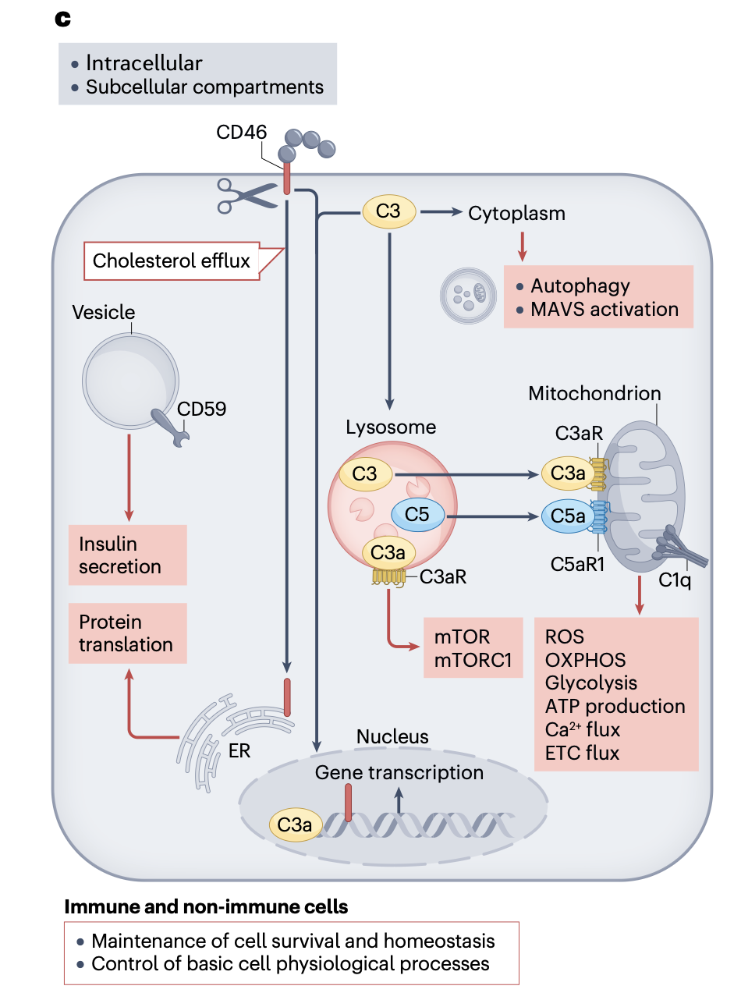 c
• Intracellular
• Subcellular compartments
CD46
C3
Cytoplasm
Cholesterol efflux
• Autophagy
• MAVS activation
Vesicle
CD59
Mitochondrion
Lysosome
C3aR
C3
C3a
C5
C5a
C3a
C3aR
C5aR1
C1q
Insulin
secretion
Protein
translation
mTOR
mTORC1
ROS
OXPHOS
Glycolysis
ATP production
Ca²⁺ flux
ETC flux
ER
Nucleus
Gene transcription
C3a
Immune and non-immune cells
• Maintenance of cell survival and homeostasis
• Control of basic cell physiological processes